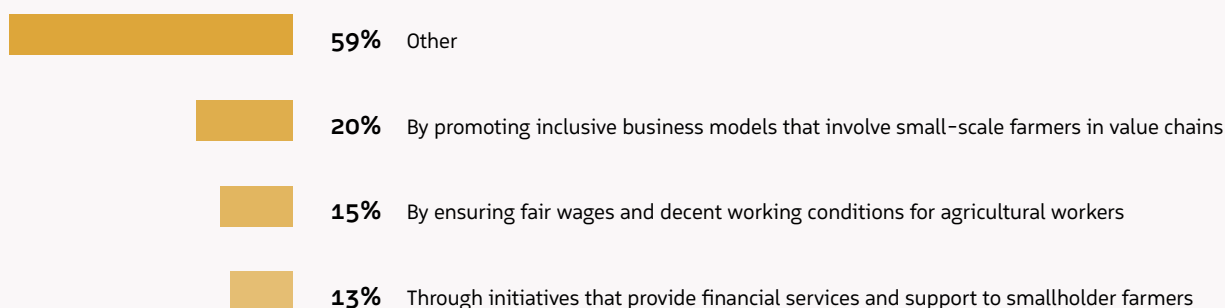 59% Other
20% By promoting inclusive business models that involve small-scale farmers in value chains
15% By ensuring fair wages and decent working conditions for agricultural workers
13% Through initiatives that provide financial services and support to smallholder farmers